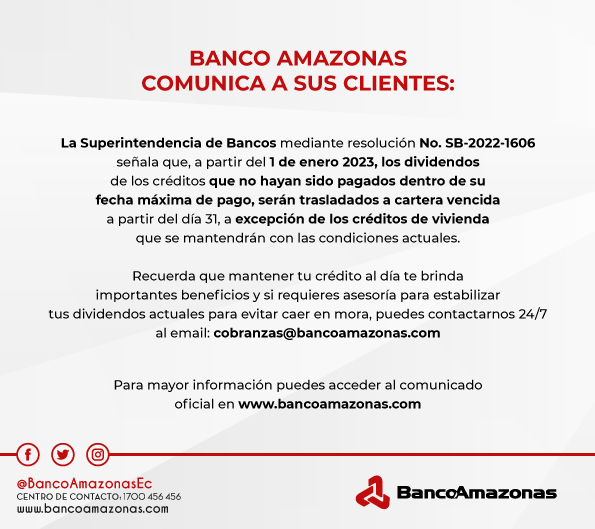 BANCO AMAZONAS
COMUNICA A SUS CLIENTES:
La Superintendencia de Bancos mediante resolución No. SB-2022-1606
señala que, a partir del 1 de enero 2023, los dividendos
de los créditos que no hayan sido pagados dentro de su
fecha máxima de pago, serán trasladados a cartera vencida
a partir del día 31, a excepción de los créditos de vivienda
que se mantendrán con las condiciones actuales.
Recuerda que mantener tu crédito al día te brinda
importantes beneficios y si requieres asesoría para estabilizar
tus dividendos actuales para evitar caer en mora, puedes contactarnos 24/7
al email: cobranzas@bancoamazonas.com
Para mayor información puedes acceder al comunicado
oficial en www.bancoamazonas.com
@BancoAmazonasEc
CENTRO DE CONTACTO: 1700 456 456
www.bancoamazonas.com
BancoAmazonas